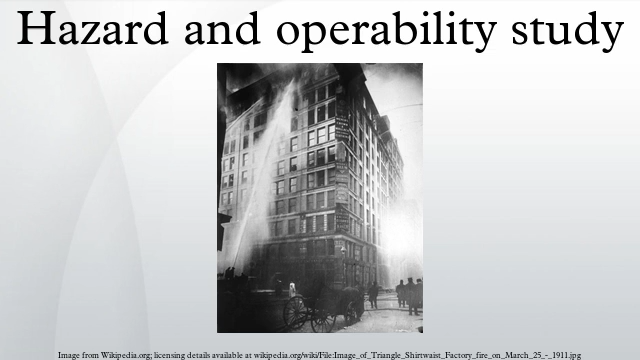 Hazard and operability study
Image from Wikipedia.org; licensing details available at wikipedia.org/wiki/File:Image_of_Triangle_Shirtwaist_Factory_fire_on_March_25_-_1911.jpg